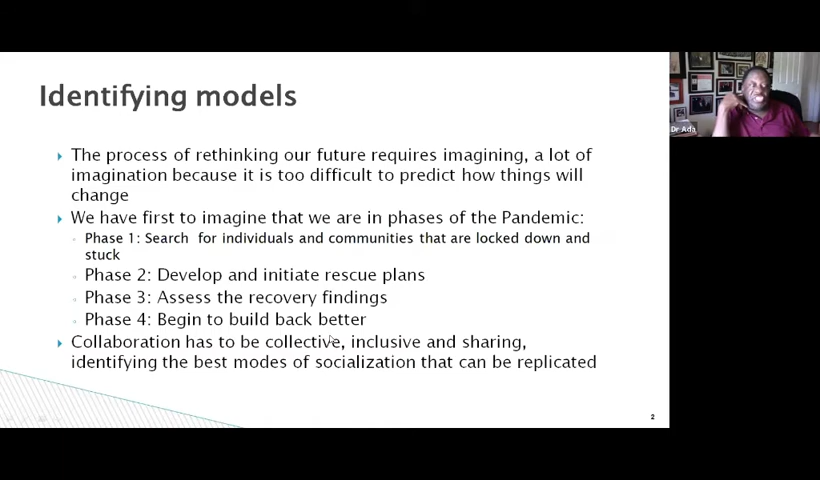 Identifying models
The process of rethinking our future requires imagining, a lot of
imagination because it is too difficult to predict how things will
change
We have first to imagine that we are in phases of the Pandemic:
Phase 1: Search for individuals and communities that are locked down and
stuck
Phase 2: Develop and initiate rescue plans
Phase 3: Assess the recovery findings
Phase 4: Begin to build back better
Collaboration has to be collective, inclusive and sharing,
identifying the best modes of socialization that can be replicated
2
Dr Ada